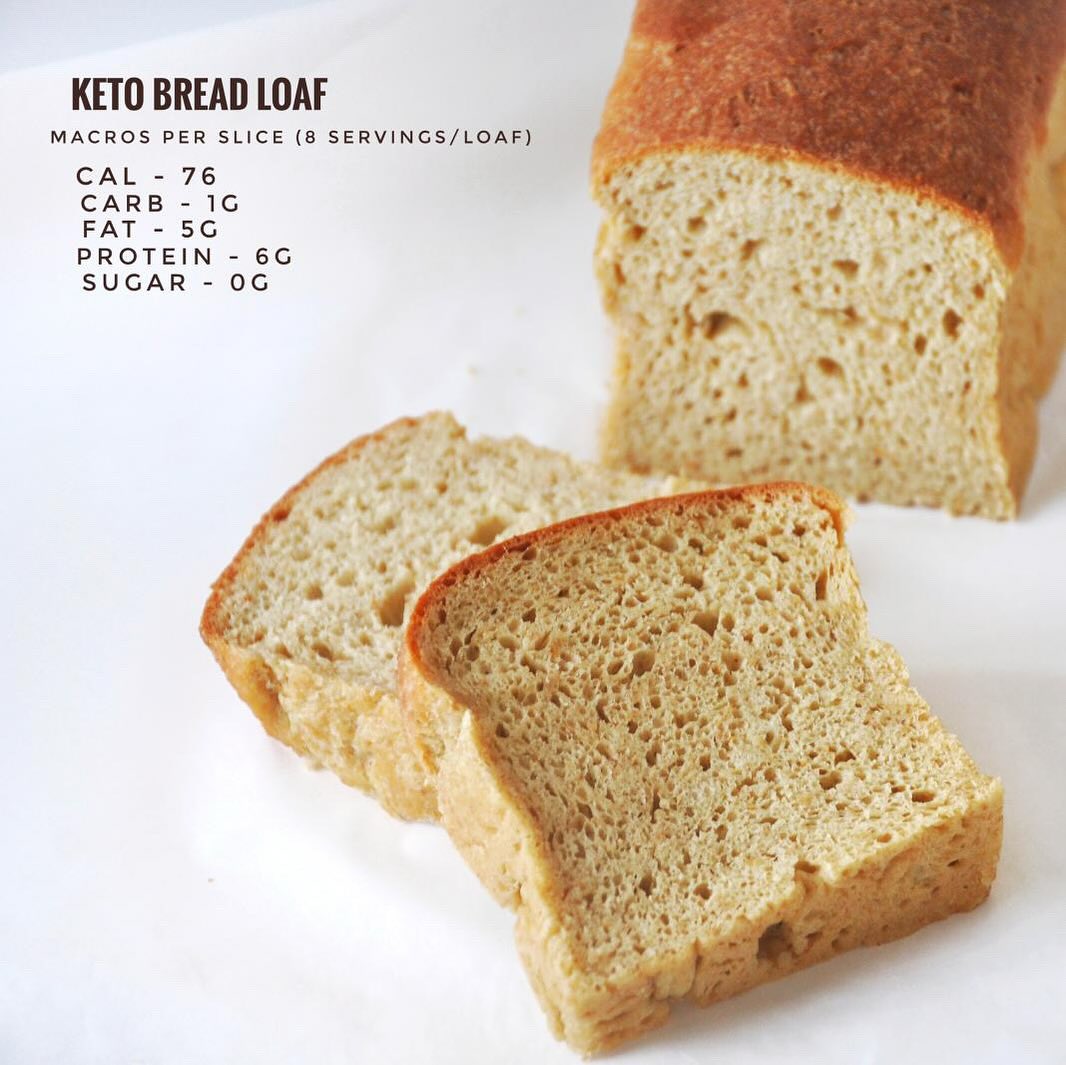 KETO BREAD LOAF
MACROS PER SLICE (8 SERVINGS/LOAF)
CAL - 76
CARB - 1G
FAT - 5G
PROTEIN - 6G
SUGAR - 0G